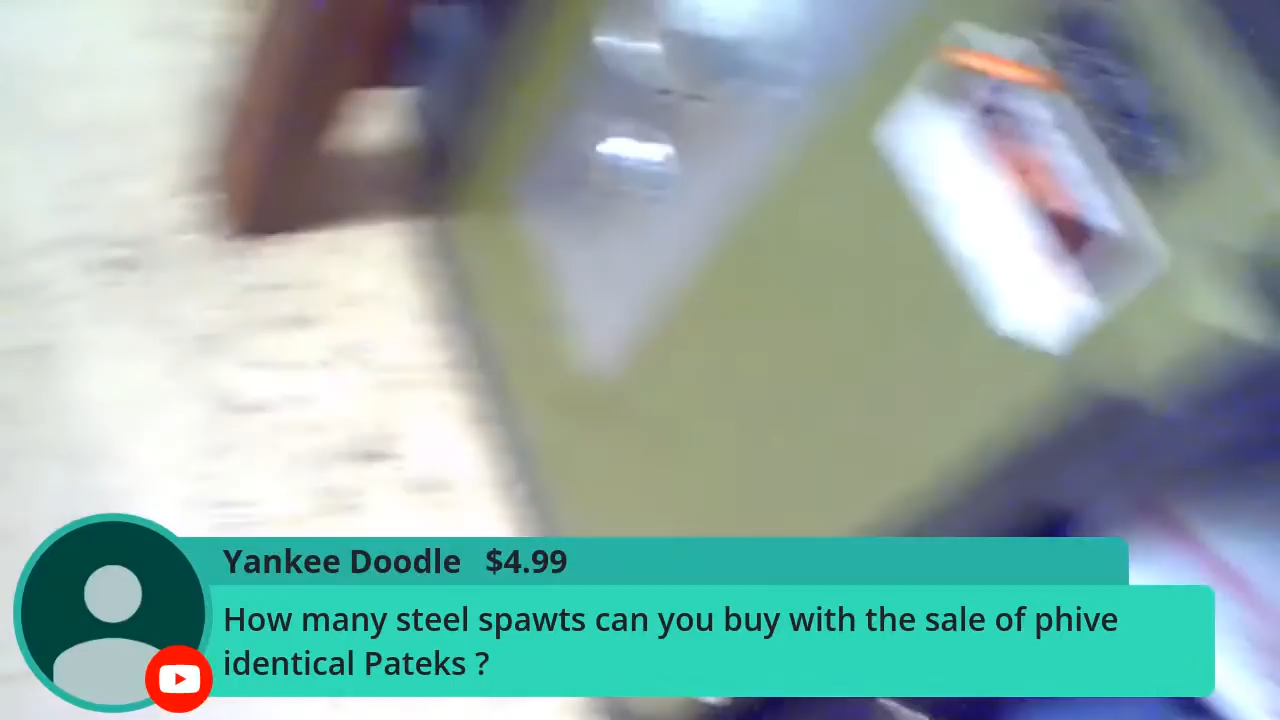 Yankee Doodle $4.99
How many steel spawts can you buy with the sale of phive
identical Pateks ?